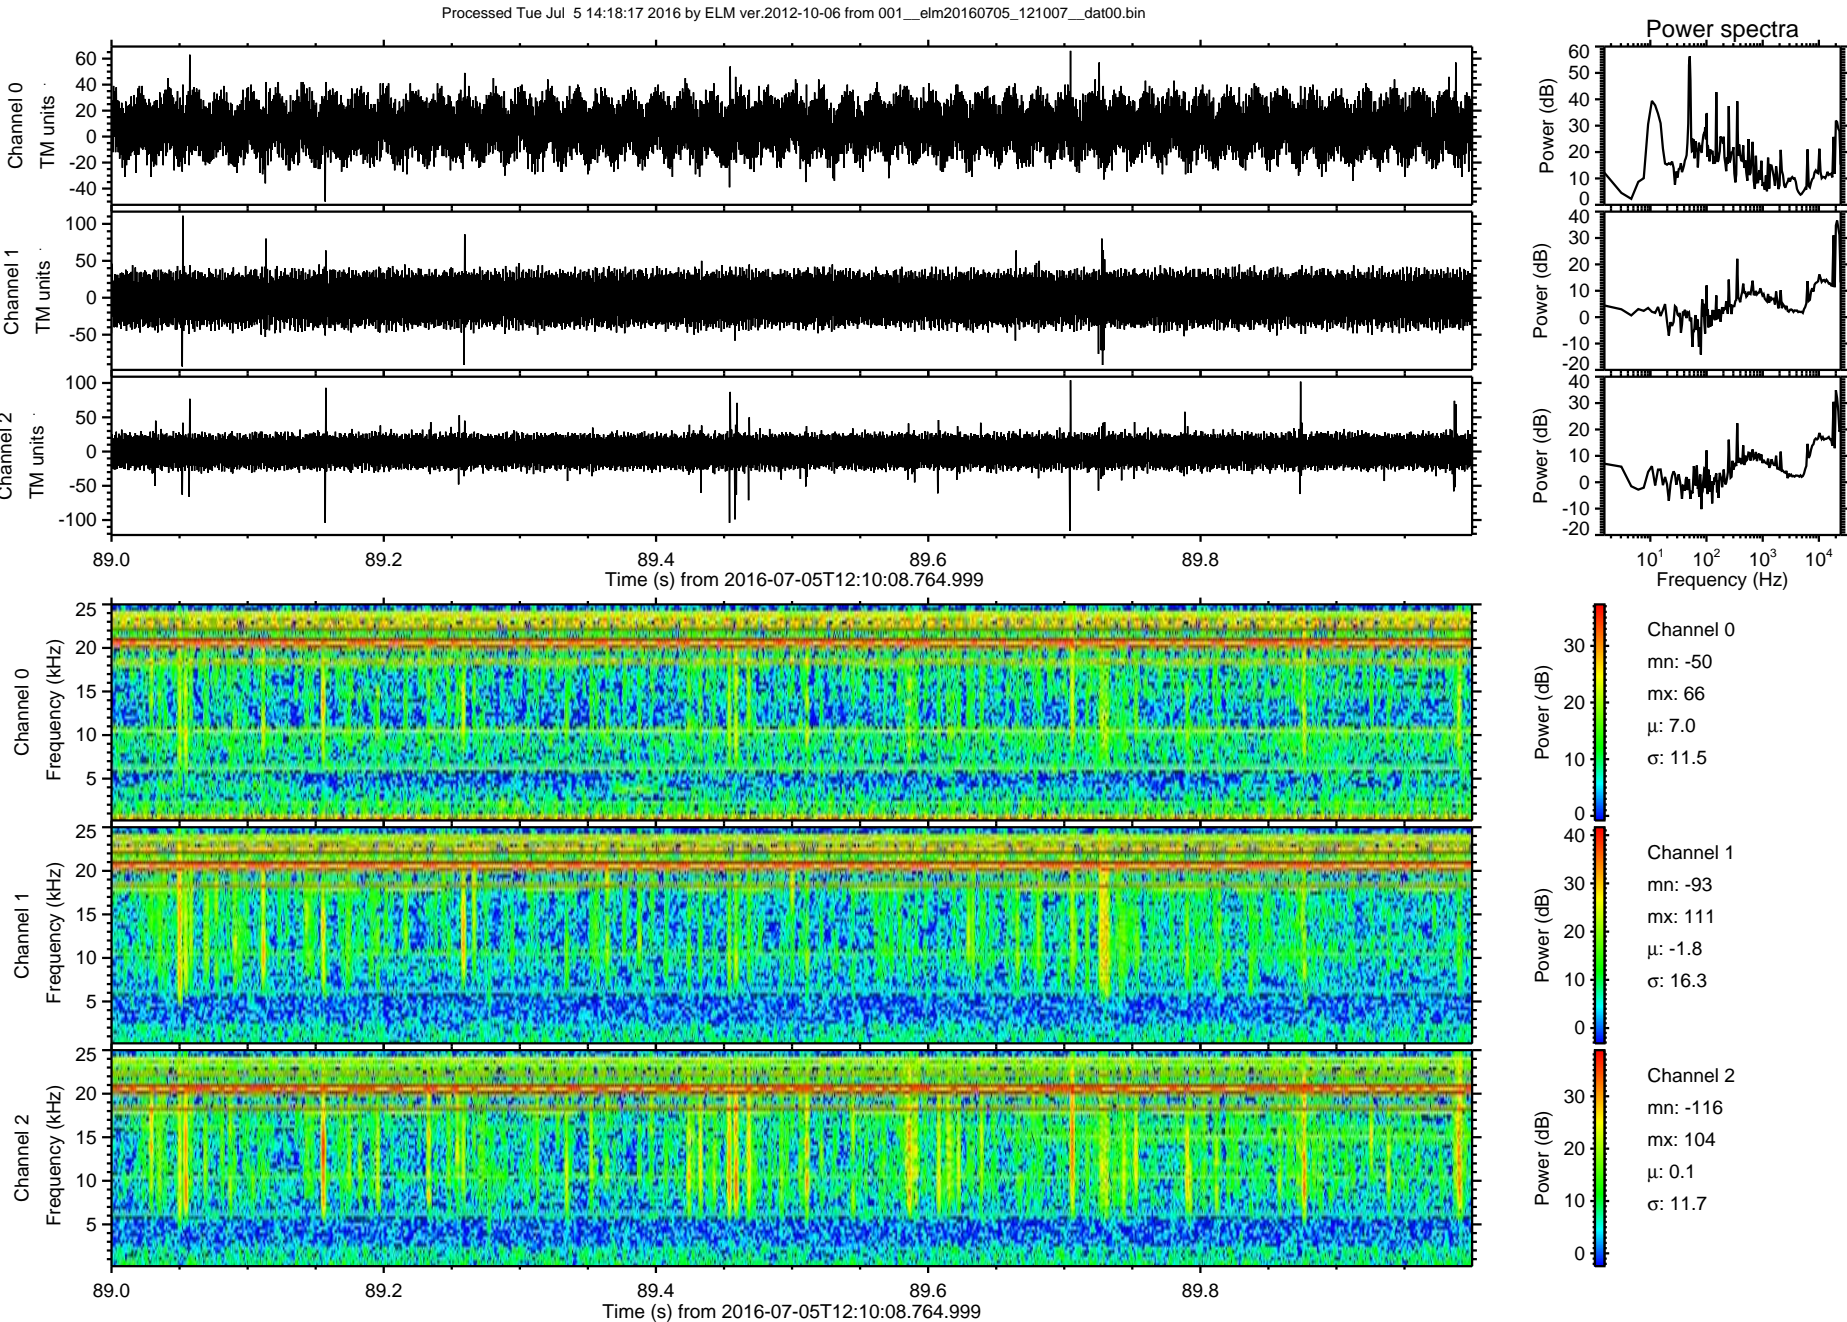 Processed Tue Jul  5 14:18:17 2016 by ELM ver.2012-10-06 from 001__elm20160705_121007__dat00.bin
Power spectra
Channel 0
TM units
60
40
20
0
-20
-40
Power (dB)
60
50
40
30
20
10
0
Channel 1
TM units
100
50
0
-50
Power (dB)
40
30
20
10
0
-10
-20
Channel 2
TM units
100
50
0
-50
-100
Power (dB)
40
30
20
10
0
-10
-20
89.0 89.2 89.4 89.6 89.8
Time (s) from 2016-07-05T12:10:08.764.999
10^1 10^2 10^3 10^4
Frequency (Hz)
Channel 0
Frequency (kHz)
25
20
15
10
5
Power (dB)
30
20
10
0
Channel 0
mn: -50
mx: 66
µ: 7.0
σ: 11.5
Channel 1
Frequency (kHz)
25
20
15
10
5
Power (dB)
40
30
20
10
0
Channel 1
mn: -93
mx: 111
µ: -1.8
σ: 16.3
Channel 2
Frequency (kHz)
25
20
15
10
5
Power (dB)
30
20
10
0
Channel 2
mn: -116
mx: 104
µ: 0.1
σ: 11.7
89.0 89.2 89.4 89.6 89.8
Time (s) from 2016-07-05T12:10:08.764.999